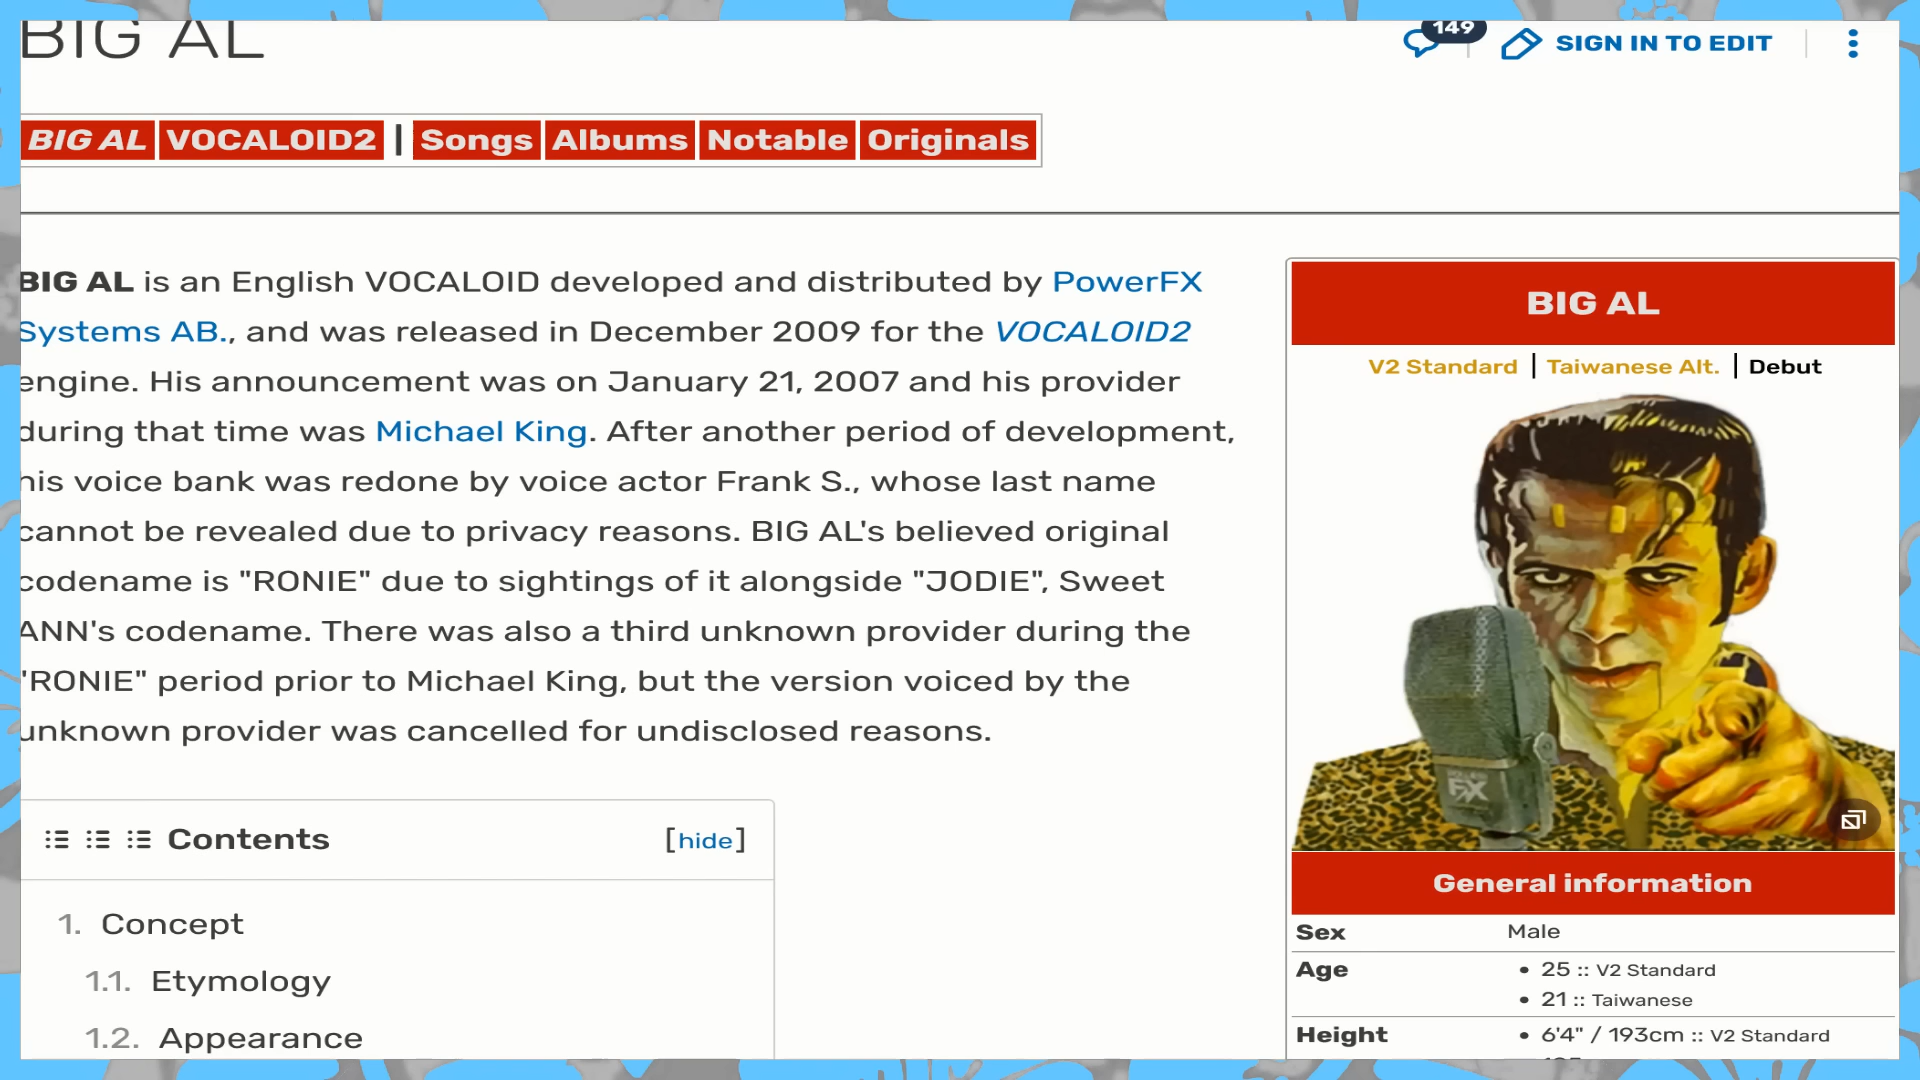 BIG AL
149
SIGN IN TO EDIT
BIG AL VOCALOID2 | Songs Albums Notable Originals
BIG AL is an English VOCALOID developed and distributed by PowerFX
Systems AB., and was released in December 2009 for the VOCALOID2
engine. His announcement was on January 21, 2007 and his provider
during that time was Michael King. After another period of development,
his voice bank was redone by voice actor Frank S., whose last name
cannot be revealed due to privacy reasons. BIG AL's believed original
codename is "RONIE" due to sightings of it alongside "JODIE", Sweet
ANN's codename. There was also a third unknown provider during the
"RONIE" period prior to Michael King, but the version voiced by the
unknown provider was cancelled for undisclosed reasons.
Contents [hide]
1. Concept
1.1. Etymology
1.2. Appearance
BIG AL
V2 Standard | Taiwanese Alt. | Debut
FX
General information
Sex Male
Age • 25 :: V2 Standard
• 21 :: Taiwanese
Height • 6'4" / 193cm :: V2 Standard